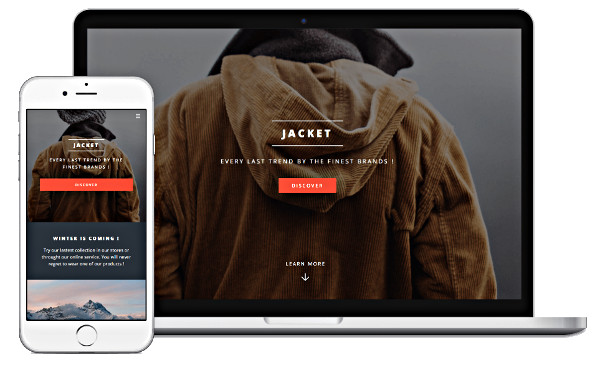 JACKET
EVERY LAST TREND BY THE FINEST BRANDS !
DISCOVER
LEARN MORE
JACKET
EVERY LAST TREND BY THE
FINEST BRANDS !
DISCOVER
WINTER IS COMING !
Try our lastest collection in our stores or
throught our online service. You will never
regret to wear one of our products !